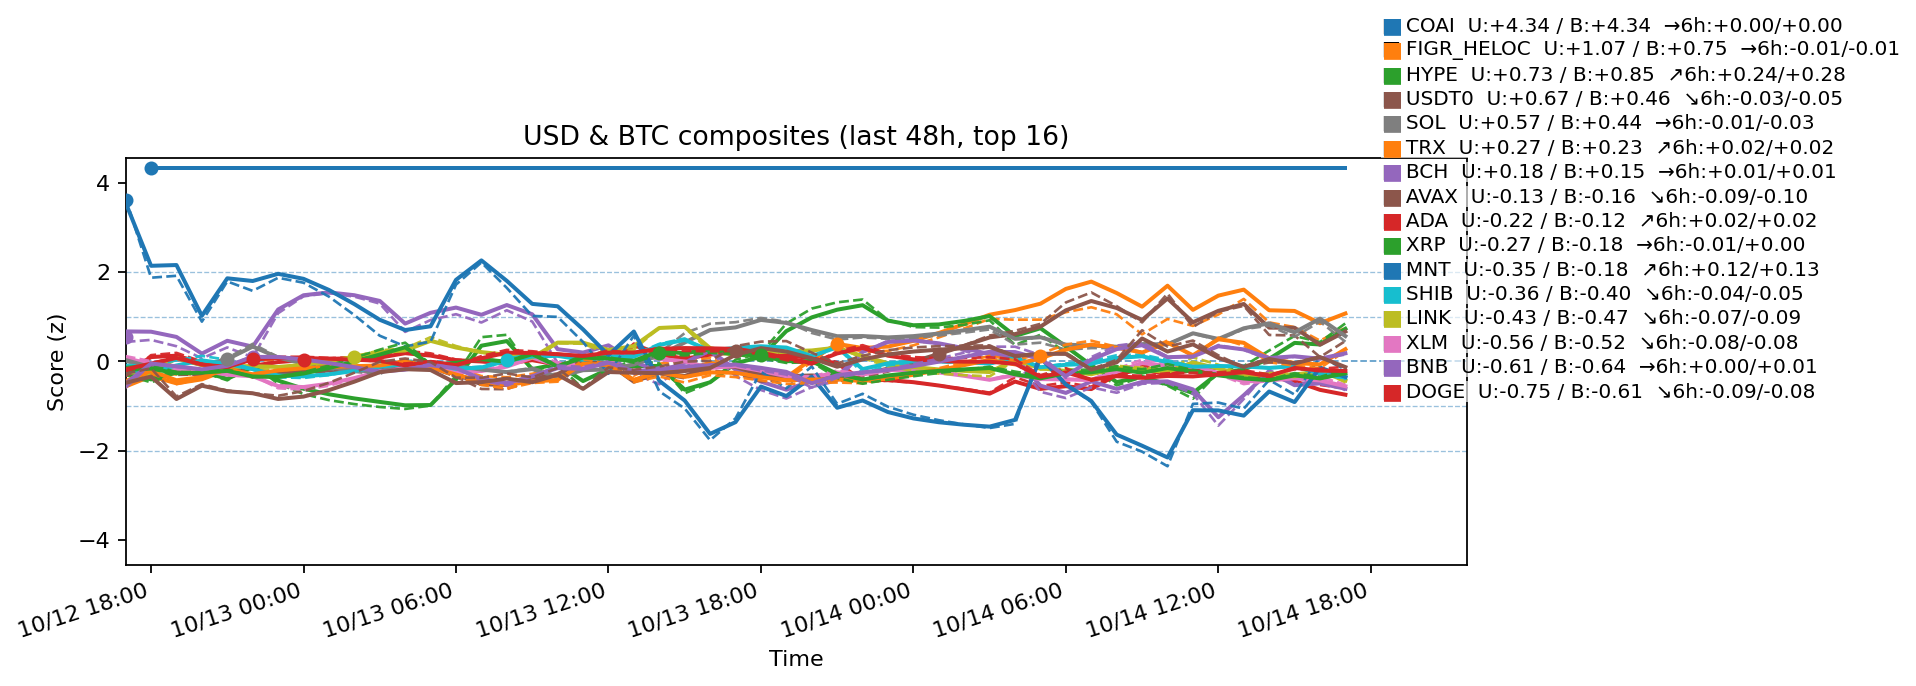 COAI  U:+4.34 / B:+4.34  →6h:+0.00/+0.00
FIGR_HELOC  U:+1.07 / B:+0.75  →6h:-0.01/-0.01
HYPE  U:+0.73 / B:+0.85  ↗6h:+0.24/+0.28
USDT0  U:+0.67 / B:+0.46  ↘6h:-0.03/-0.05
SOL  U:+0.57 / B:+0.44  →6h:-0.01/-0.03
TRX  U:+0.27 / B:+0.23  ↗6h:+0.02/+0.02
BCH  U:+0.18 / B:+0.15  →6h:+0.01/+0.01
AVAX  U:-0.13 / B:-0.16  ↘6h:-0.09/-0.10
ADA  U:-0.22 / B:-0.12  ↗6h:+0.02/+0.02
XRP  U:-0.27 / B:-0.18  →6h:-0.01/+0.00
MNT  U:-0.35 / B:-0.18  ↗6h:+0.12/+0.13
SHIB  U:-0.36 / B:-0.40  ↘6h:-0.04/-0.05
LINK  U:-0.43 / B:-0.47  ↘6h:-0.07/-0.09
XLM  U:-0.56 / B:-0.52  ↘6h:-0.08/-0.08
BNB  U:-0.61 / B:-0.64  →6h:+0.00/+0.01
DOGE  U:-0.75 / B:-0.61  ↘6h:-0.09/-0.08
USD & BTC composites (last 48h, top 16)
Score (z)
4
2
0
−2
−4
10/12 18:00
10/13 00:00
10/13 06:00
10/13 12:00
10/13 18:00
10/14 00:00
10/14 06:00
10/14 12:00
10/14 18:00
Time